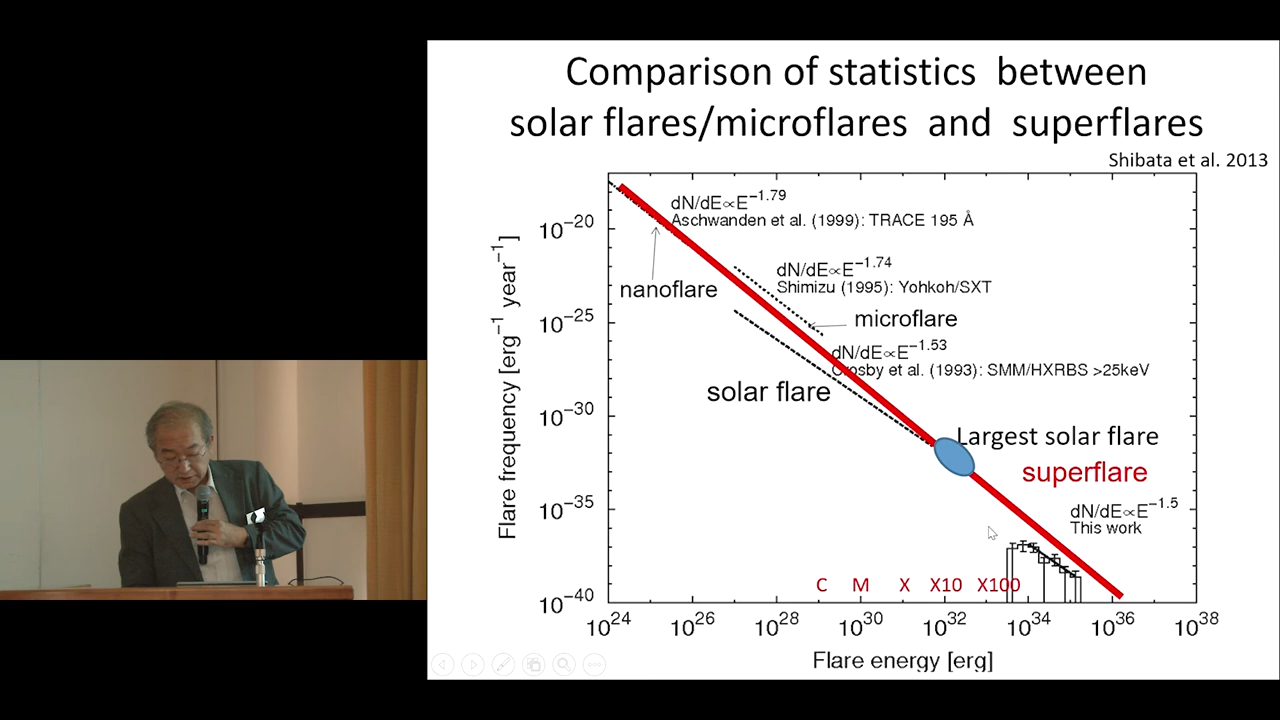 Comparison of statistics between
solar flares/microflares and superflares
Shibata et al. 2013
dN/dE∝E^−1.79
Aschwanden et al. (1999): TRACE 195 Å
nanoflare
dN/dE∝E^−1.74
Shimizu (1995): Yohkoh/SXT
microflare
dN/dE∝E^−1.53
Crosby et al. (1993): SMM/HXRBS >25keV
solar flare
Largest solar flare
superflare
dN/dE∝E^−1.5
This work
C M X X10 X100
Flare frequency [erg^−1 year^−1]
10^−20
10^−25
10^−30
10^−35
10^−40
10^24 10^26 10^28 10^30 10^32 10^34 10^36 10^38
Flare energy [erg]